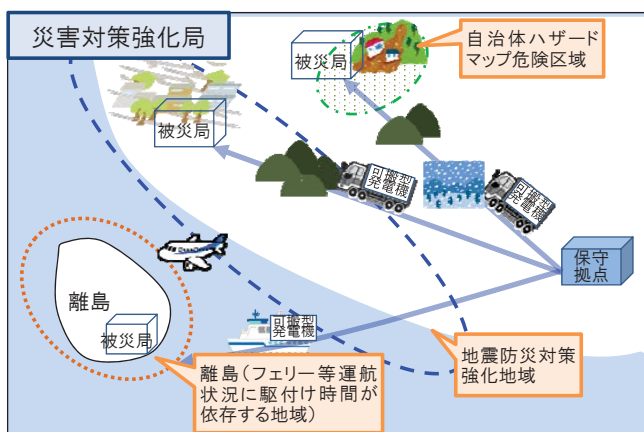 災害対策強化局
被災局
自治体ハザード
マップ危険区域
被災局
可搬型
発電機
可搬型
発電機
保守
拠点
離島
被災局
可搬型
発電機
地震防災対策
強化地域
離島(フェリー等運航
状況に駆付け時間が
依存する地域)